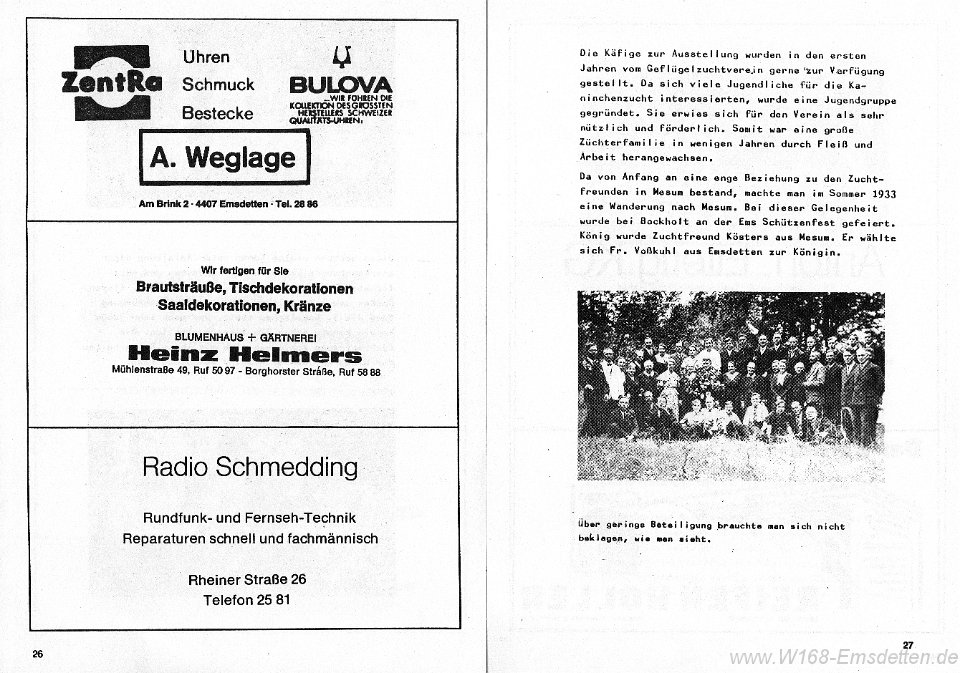 ZentRa
Uhren
Schmuck
Bestecke
BULOVA
...WIR FÜHREN DIE
KOLLEKTION DES GRÖSSTEN
HERSTELLERS SCHWEIZER
QUALITÄTS-UHREN.
A. Weglage
Am Brink 2 · 4407 Emsdetten · Tel. 28 86
Wir fertigen für Sie
Brautsträuße, Tischdekorationen
Saaldekorationen, Kränze
BLUMENHAUS + GÄRTNEREI
Heinz Helmers
Mühlenstraße 49, Ruf 50 97 - Borghorster Straße, Ruf 58 88
Radio Schmedding
Rundfunk- und Fernseh-Technik
Reparaturen schnell und fachmännisch
Rheiner Straße 26
Telefon 25 81
26
Die Käfige zur Ausstellung wurden in den ersten
Jahren vom Geflügelzuchtverein gerne zur Verfügung
gestellt. Da sich viele Jugendliche für die Ka-
ninchenzucht interessierten, wurde eine Jugendgruppe
gegründet. Sie erwies sich für den Verein als sehr
nützlich und förderlich. Somit war eine große
Züchterfamilie in wenigen Jahren durch Fleiß und
Arbeit herangewachsen.
Da von Anfang an eine enge Beziehung zu den Zucht-
freunden in Mesum bestand, machte man im Sommer 1933
eine Wanderung nach Mesum. Bei dieser Gelegenheit
wurde bei Bockholt an der Ems Schützenfest gefeiert.
König wurde Zuchtfreund Kösters aus Mesum. Er wählte
sich Fr. Voßkuhl aus Emsdetten zur Königin.
Über geringe Beteiligung brauchte man sich nicht
beklagen, wie man sieht.
27
www.W168-Emsdetten.de